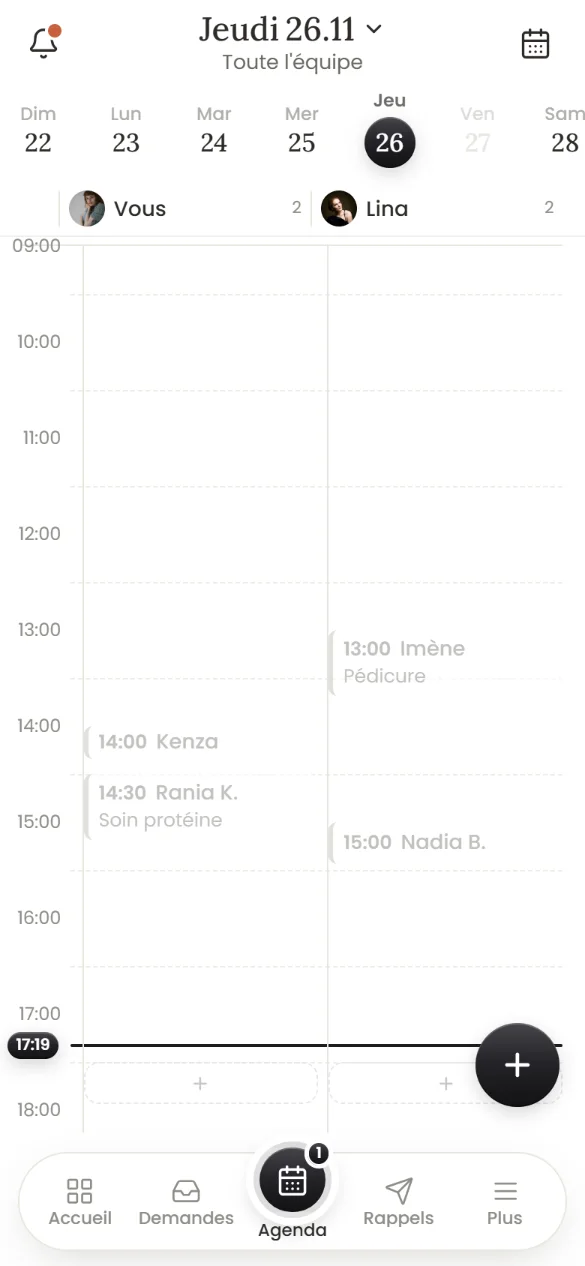 Jeudi 26.11
Toute l'équipe
Dim Lun Mar Mer Jeu Ven Sam
22 23 24 25 26 27 28
Vous 2 Lina 2
09:00
10:00
11:00
12:00
13:00
13:00 Imène
Pédicure
14:00
14:00 Kenza
14:30 Rania K.
Soin protéine
15:00
15:00 Nadia B.
16:00
17:00
17:19
+ + +
18:00
1
Accueil Demandes Agenda Rappels Plus